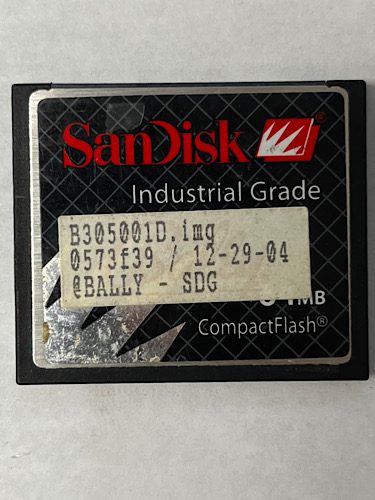 SanDisk ®
Industrial Grade
B305001D.img
0573f39 / 12-29-04
@BALLY - SDG
MB
CompactFlash®